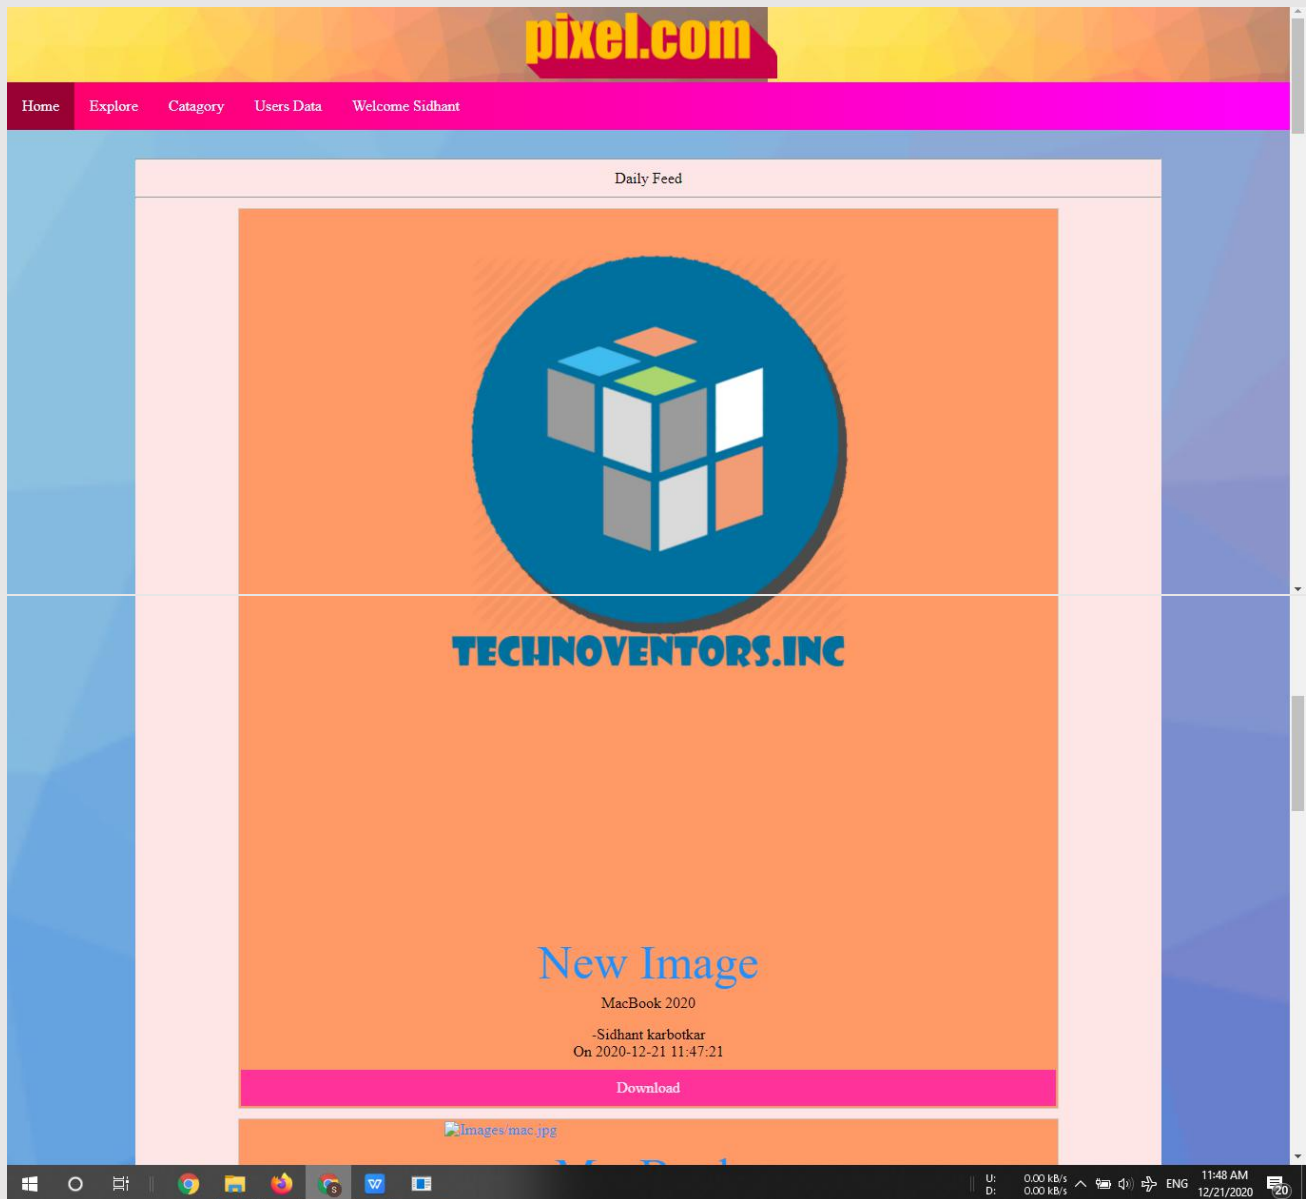 pixel.com
Home Explore Catagory Users Data Welcome Sidhant
Daily Feed
TECHNOVENTORS.INC
New Image
MacBook 2020
-Sidhant karbotkar
On 2020-12-21 11:47:21
Download
Images/mac.jpg
U: 0.00 kB/s
D: 0.00 kB/s
ENG
11:48 AM
12/21/2020
20